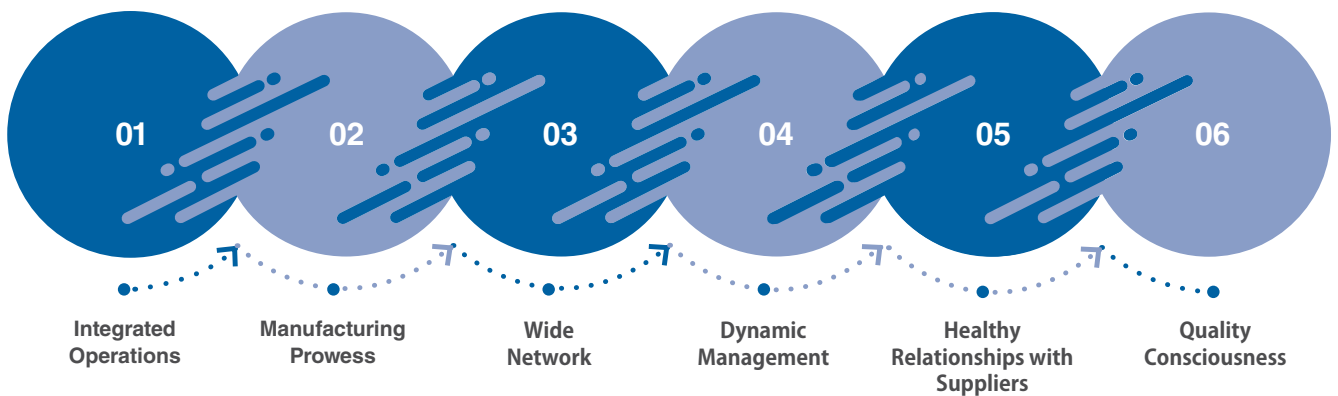 01
02
03
04
05
06
Integrated
Operations
Manufacturing
Prowess
Wide
Network
Dynamic
Management
Healthy
Relationships with
Suppliers
Quality
Consciousness